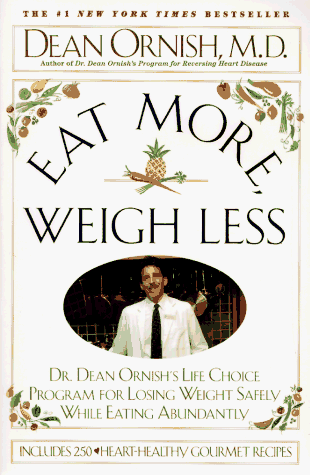 THE #1 NEW YORK TIMES BESTSELLER
DEAN ORNISH, M.D.
Author of Dr. Dean Ornish's Program for Reversing Heart Disease
EAT MORE,
WEIGH LESS
DR. DEAN ORNISH'S LIFE CHOICE
PROGRAM FOR LOSING WEIGHT SAFELY
WHILE EATING ABUNDANTLY
INCLUDES 250 ♥ HEART-HEALTHY GOURMET RECIPES